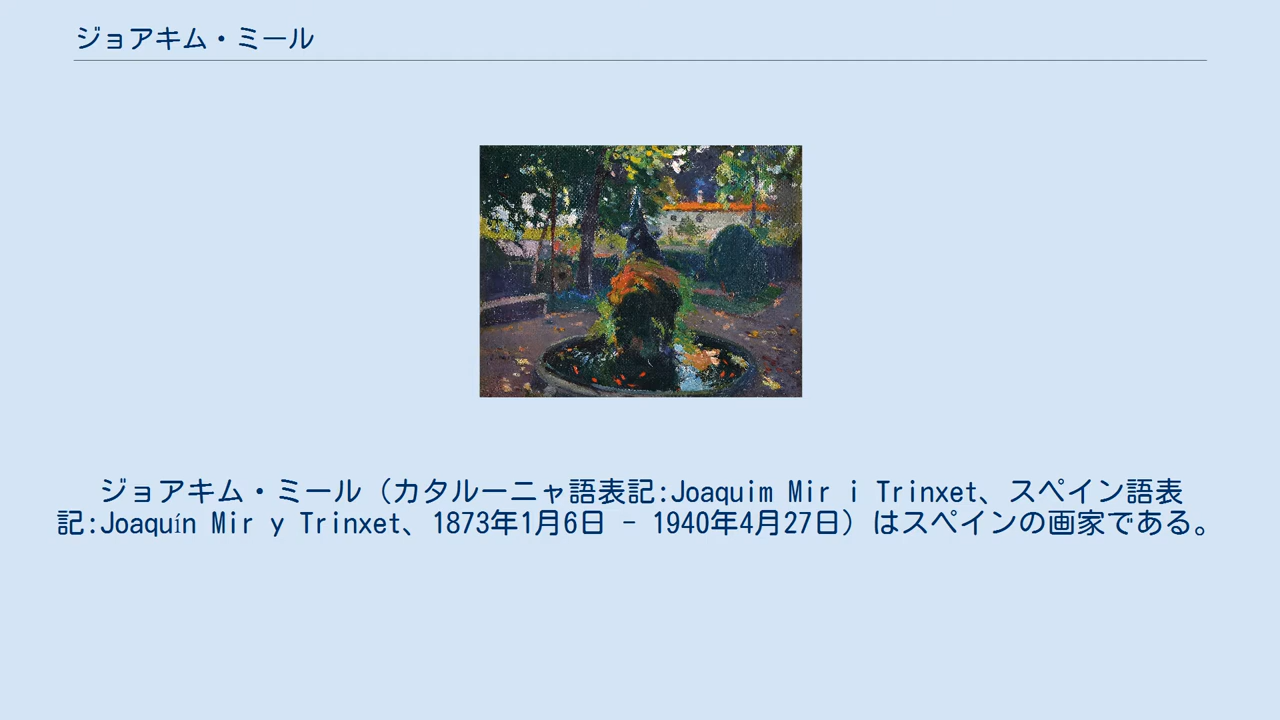 ジョアキム・ミール
ジョアキム・ミール（カタルーニャ語表記:Joaquim Mir i Trinxet、スペイン語表
記:Joaquín Mir y Trinxet、1873年1月6日 - 1940年4月27日）はスペインの画家である。